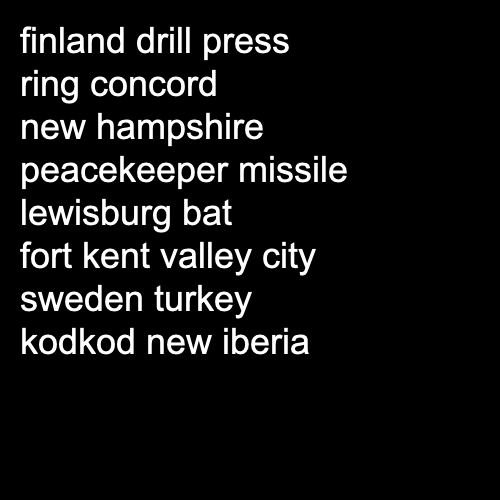 finland drill press
ring concord
new hampshire
peacekeeper missile
lewisburg bat
fort kent valley city
sweden turkey
kodkod new iberia